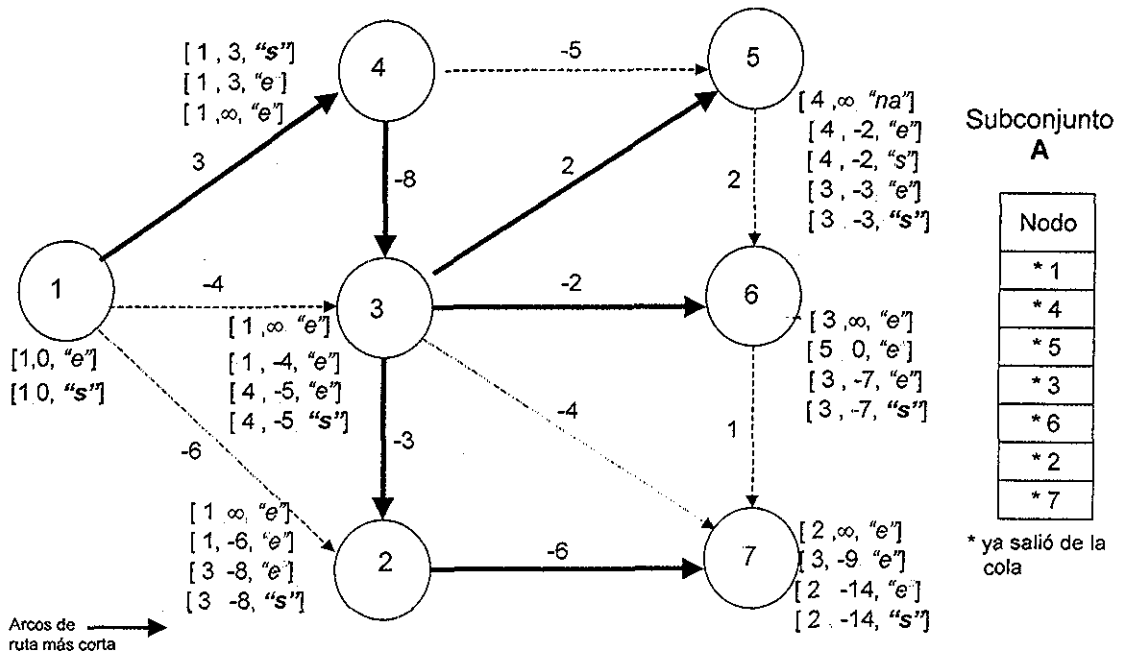 [ 1 , 3, “s”]
[ 1, 3, “e ]
[ 1 ,∞, “e”]
4
-5
5
[ 4 ,∞ “na”]
[ 4 , -2, “e”]
[ 4 , -2, “s”]
[ 3 , -3, “e”]
[ 3 -3, “s”]
Subconjunto
A
3
-8
2
2
Nodo
* 1
* 4
* 5
* 3
* 6
* 2
* 7
* ya salió de la
cola
1
-4
3
-2
6
[1,0, “e”]
[1 0, “s”]
[ 1 ,∞ “e”]
[ 1 , -4, “e”]
[ 4 , -5, “e”]
[ 4 , -5 “s”]
[ 3 ,∞, “e”]
[ 5 0, “e ]
[ 3 , -7, “e”]
[ 3 , -7, “s”]
-6
-3
-4
1
[ 1 ∞, “e”]
[ 1, -6, “e”]
[ 3 -8, “e ]
[ 3 -8, “s”]
2
-6
7
[ 2 ,∞, “e”]
[ 3, -9, “e”]
[ 2 -14, “e ]
[ 2 -14, “s”]
Arcos de
ruta más corta